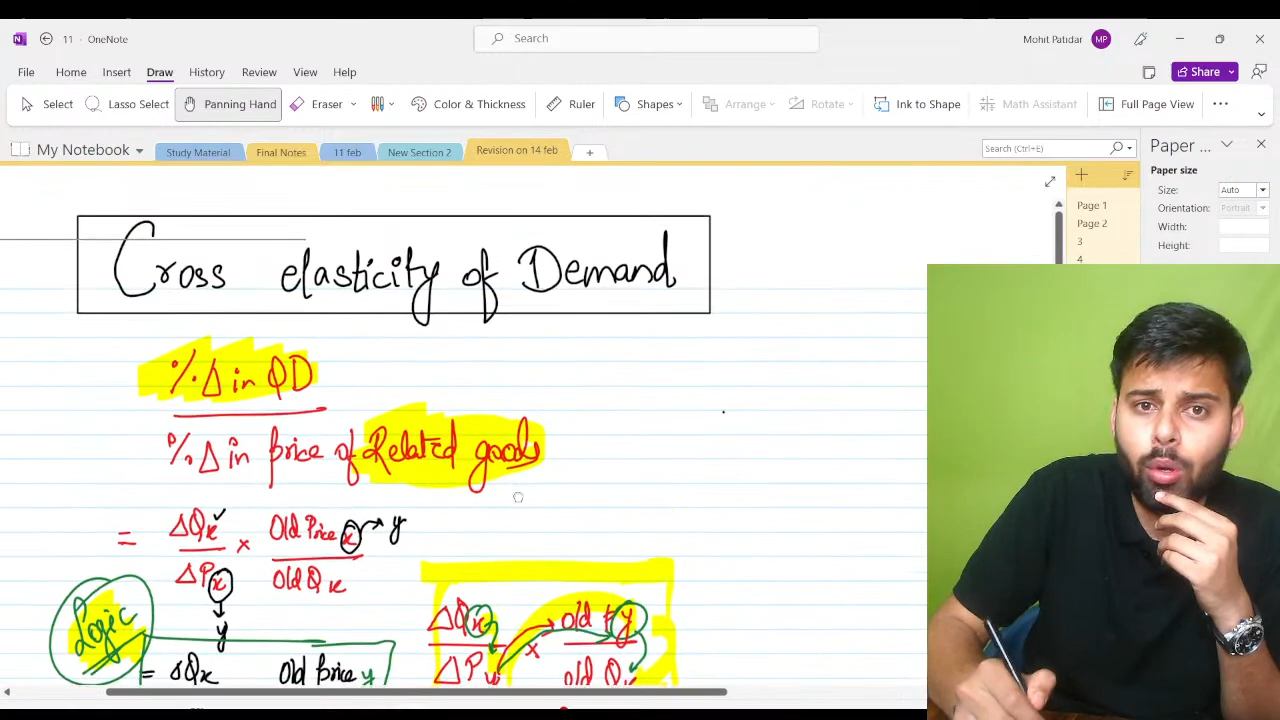 11 - OneNote
Search
Mohit Patidar MP
File Home Insert Draw History Review View Help
Share
Select Lasso Select Panning Hand Eraser Color & Thickness Ruler Shapes Arrange Rotate Ink to Shape Math Assistant Full Page View
My Notebook Study Material Final Notes 11 feb New Section 2 Revision on 14 feb +
Search (Ctrl+E)
Paper ...
Paper size
Size: Auto
Orientation: Portrait
Width:
Height:
Page 1
Page 2
3
4
Cross elasticity of Demand
% Δ in QD
% Δ in price of Related goods
= ΔQx × Old Price x → y
ΔPx Old Qx
y
Logic
= ΔQx Old Price y
ΔQx × old Py
ΔPy old Qx